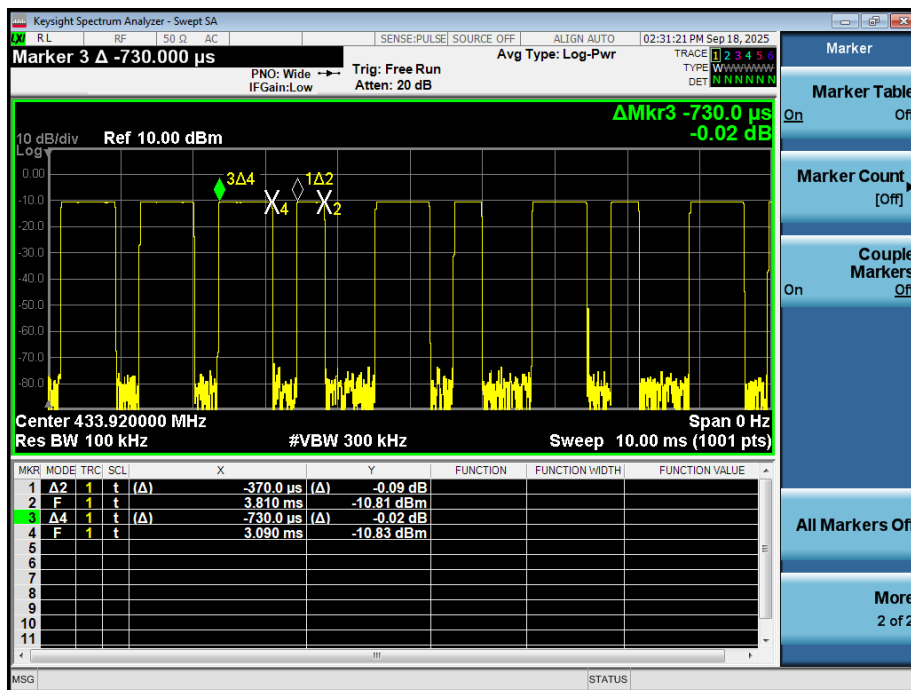 Keysight Spectrum Analyzer - Swept SA
LXI RL RF 50 Ω AC SENSE:PULSE SOURCE OFF ALIGN AUTO 02:31:21 PM Sep 18, 2025
Marker 3 Δ -730.000 µs
PNO: Wide
IFGain:Low
Trig: Free Run
Atten: 20 dB
Avg Type: Log-Pwr
TRACE 1 2 3 4 5 6
TYPE WWWWWW
DET N N N N N N
ΔMkr3 -730.0 µs
-0.02 dB
10 dB/div Ref 10.00 dBm
Log
0.00
-10.0
-20.0
-30.0
-40.0
-50.0
-60.0
-70.0
-80.0
3Δ4 1Δ2
X4 X2
Center 433.920000 MHz Span 0 Hz
Res BW 100 kHz #VBW 300 kHz Sweep 10.00 ms (1001 pts)
MKR MODE TRC SCL X Y FUNCTION FUNCTION WIDTH FUNCTION VALUE
1 Δ2 1 t (Δ) -370.0 µs (Δ) -0.09 dB
2 F 1 t 3.810 ms -10.81 dBm
3 Δ4 1 t (Δ) -730.0 µs (Δ) -0.02 dB
4 F 1 t 3.090 ms -10.83 dBm
5
6
7
8
9
10
11
MSG STATUS
Marker
Marker Table
On Off
Marker Count
[Off]
Couple
Markers
On Off
All Markers Off
More
2 of 2